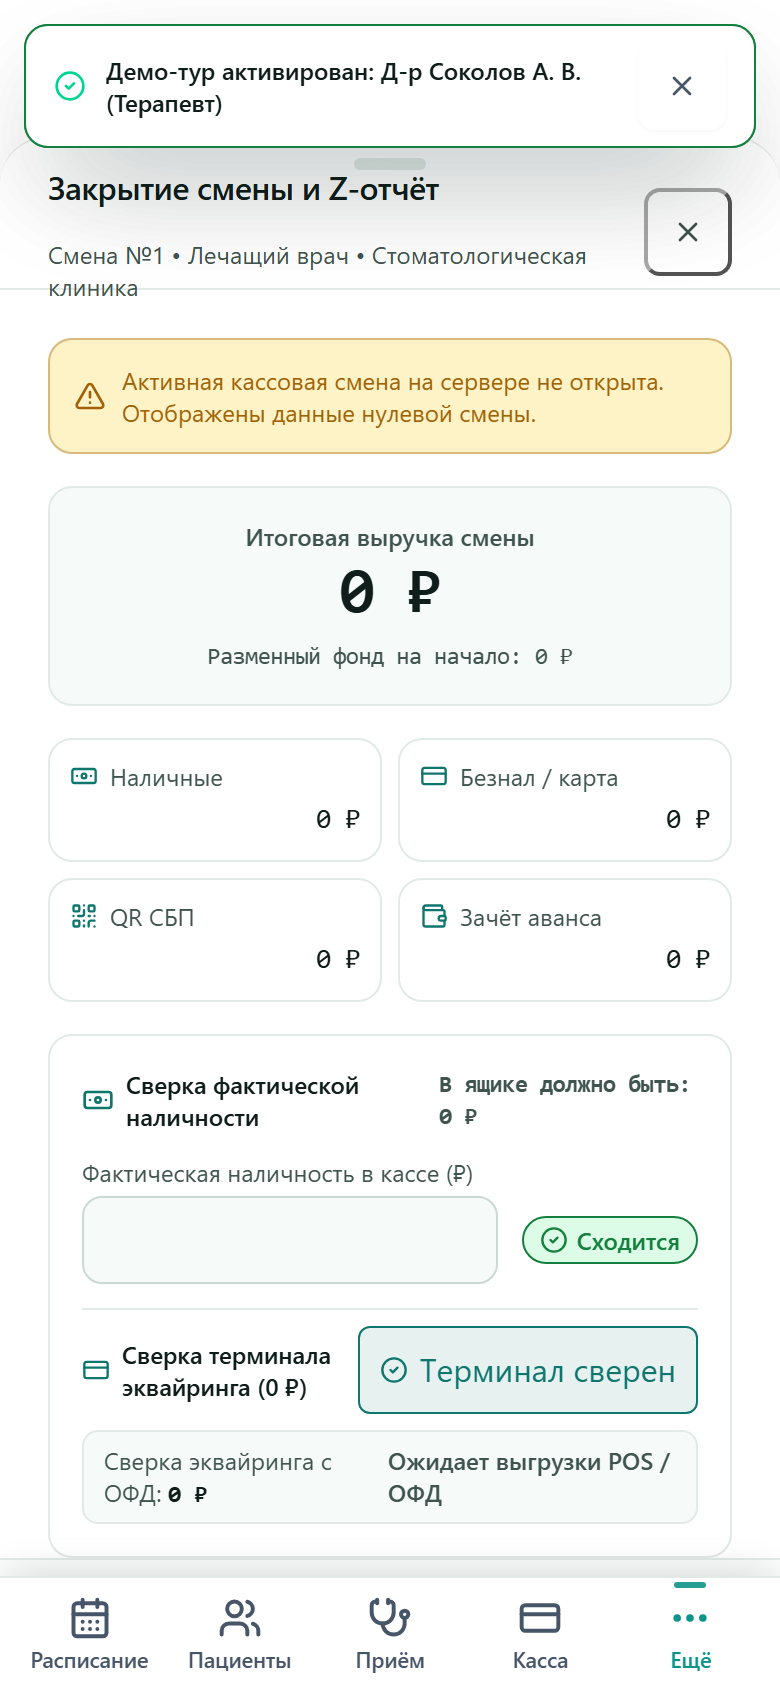 Демо-тур активирован: Д-р Соколов А. В.
(Терапевт)
Закрытие смены и Z-отчёт
Смена №1 • Лечащий врач • Стоматологическая
клиника
Активная кассовая смена на сервере не открыта.
Отображены данные нулевой смены.
Итоговая выручка смены
0 ₽
Разменный фонд на начало: 0 ₽
Наличные
0 ₽
Безнал / карта
0 ₽
QR СБП
0 ₽
Зачёт аванса
0 ₽
Сверка фактической
наличности
В ящике должно быть:
0 ₽
Фактическая наличность в кассе (₽)
Сходится
Сверка терминала
эквайринга (0 ₽)
Терминал сверен
Сверка эквайринга с
ОФД: 0 ₽
Ожидает выгрузки POS /
ОФД
Расписание
Пациенты
Приём
Касса
Ещё